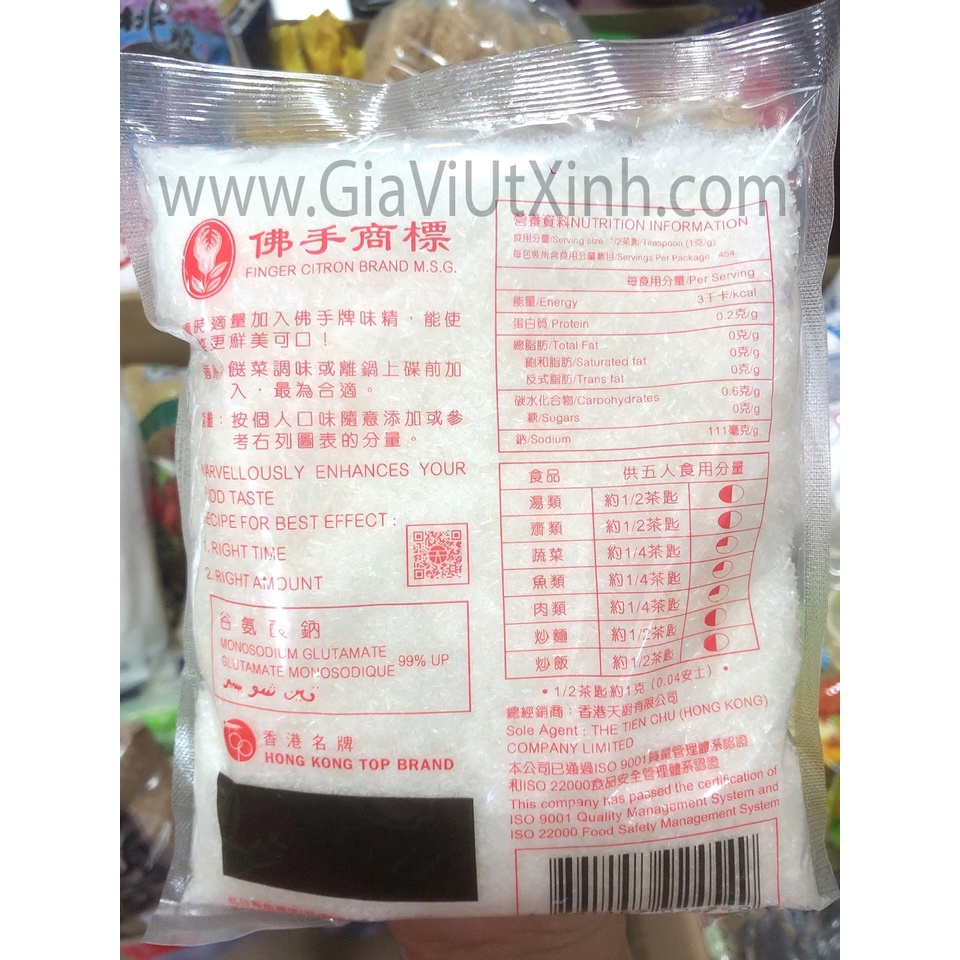 www.GiaViUtXinh.com
佛手商標
FINGER CITRON BRAND M.S.G.
適量加入佛手牌味精，能使
更鮮美可口！
餸菜調味或離鍋上碟前加
入，最為合適。
：按個人口味隨意添加或參
考右列圖表的分量。
MARVELLOUSLY ENHANCES YOUR
FOOD TASTE
RECIPE FOR BEST EFFECT :
1. RIGHT TIME
2. RIGHT AMOUNT
谷氨酸鈉
MONOSODIUM GLUTAMATE
GLUTAMATE MONOSODIQUE 99% UP
香港名牌
HONG KONG TOP BRAND
營養資料NUTRITION INFORMATION
食用分量/Serving size 1/2茶匙/Teaspoon (1克/g)
每包裝所含食用分量數目/Servings Per Package 454
每食用分量/Per Serving
能量/Energy 3千卡/kcal
蛋白質/Protein 0.2克/g
總脂肪/Total Fat 0克/g
飽和脂肪/Saturated fat 0克/g
反式脂肪/Trans fat 0克/g
碳水化合物/Carbohydrates 0.6克/g
糖/Sugars 0克/g
鈉/Sodium 111毫克/g
食品 供五人食用分量
湯類 約1/2茶匙
齋類 約1/2茶匙
蔬菜 約1/4茶匙
魚類 約1/4茶匙
肉類 約1/4茶匙
炒麵 約1/2茶匙
炒飯 約1/2茶匙
• 1/2茶匙約1克 (0.04安士) •
總經銷商：香港天廚有限公司
Sole Agent : THE TIEN CHU (HONG KONG)
COMPANY LIMITED
本公司已通過ISO 9001質量管理體系認證
和ISO 22000食品安全管理體系認證
This company has passed the certification of
ISO 9001 Quality Management System and
ISO 22000 Food Safety Management System